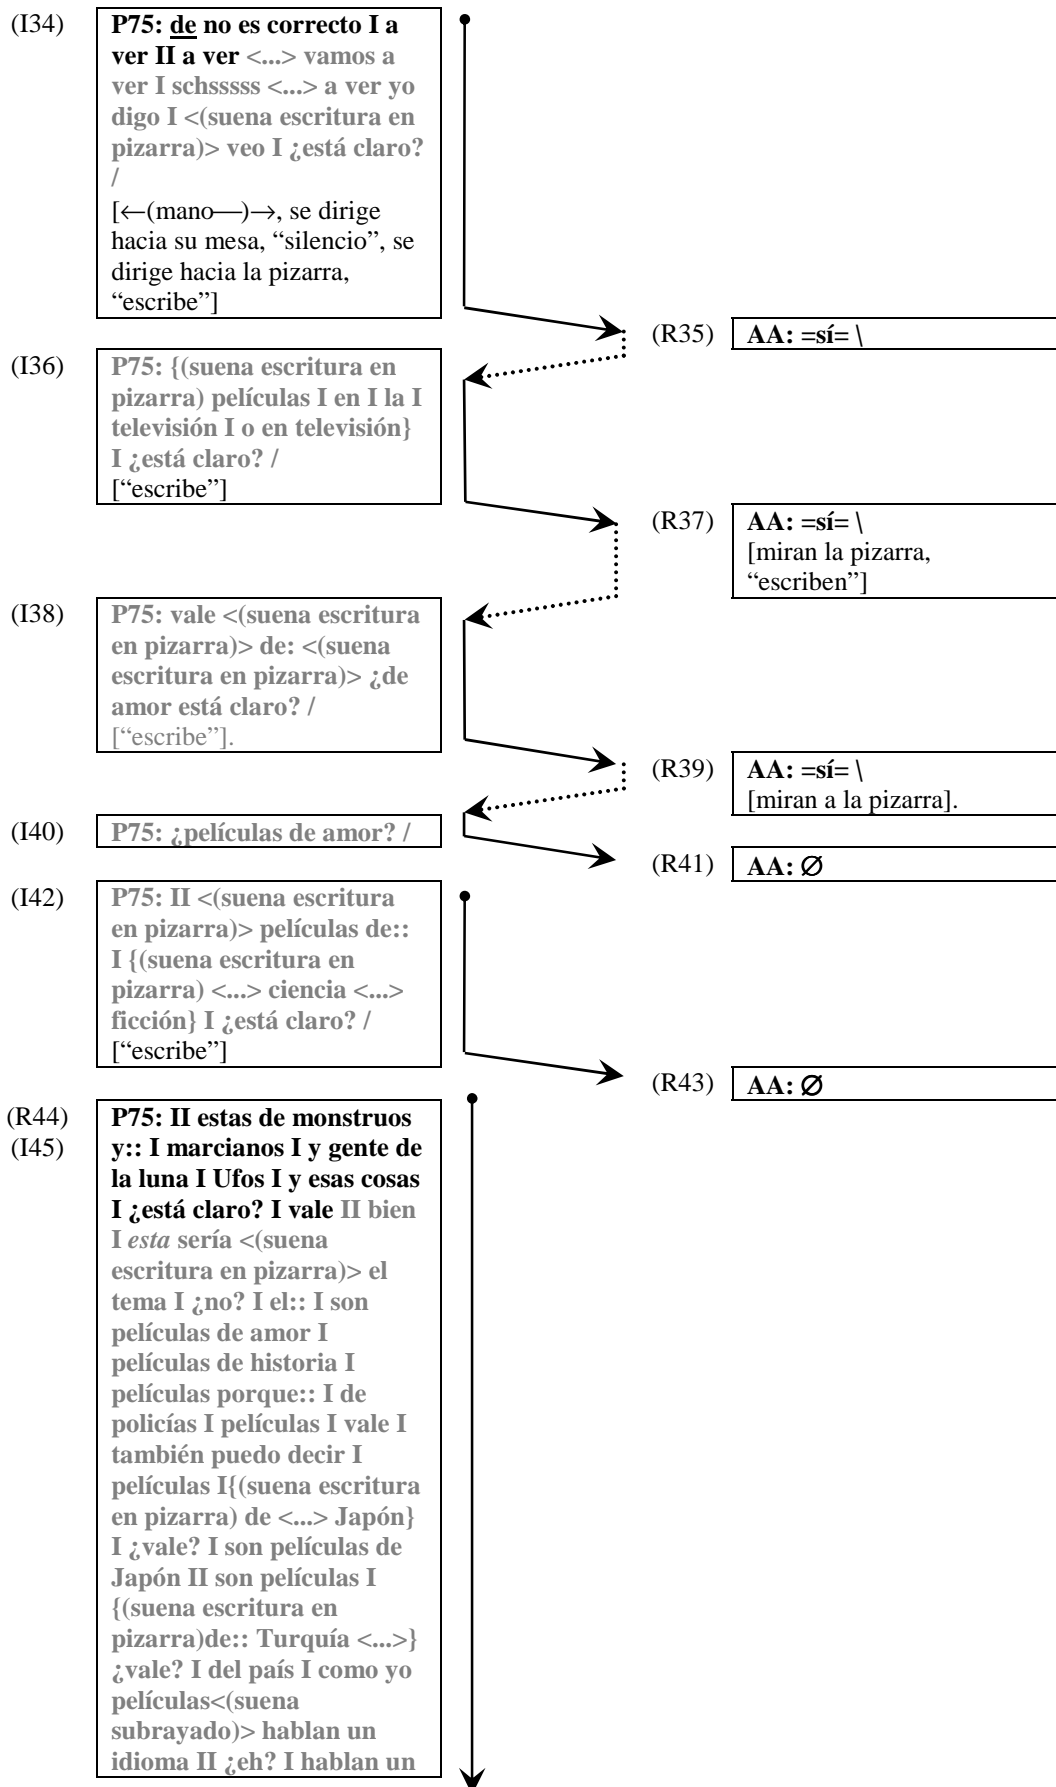 (I34)
P75: de no es correcto I a
ver II a ver <...> vamos a
ver I schsssss <...> a ver yo
digo I <(suena escritura en
pizarra)> veo I ¿está claro?
/
[←(mano—)→, se dirige
hacia su mesa, “silencio”, se
dirige hacia la pizarra,
“escribe”]
(R35)
AA: =sí= \
(I36)
P75: {(suena escritura en
pizarra) películas I en I la I
televisión I o en televisión}
I ¿está claro? /
[“escribe”]
(R37)
AA: =sí= \
[miran la pizarra,
“escriben”]
(I38)
P75: vale <(suena escritura
en pizarra)> de: <(suena
escritura en pizarra)> ¿de
amor está claro? /
[“escribe”].
(R39)
AA: =sí= \
[miran a la pizarra].
(I40)
P75: ¿películas de amor? /
(R41)
AA: ∅
(I42)
P75: II <(suena escritura
en pizarra)> películas de::
I {(suena escritura en
pizarra) <...> ciencia <...>
ficción} I ¿está claro? /
[“escribe”]
(R43)
AA: ∅
(R44)
(I45)
P75: II estas de monstruos
y:: I marcianos I y gente de
la luna I Ufos I y esas cosas
I ¿está claro? I vale II bien
I esta sería <(suena
escritura en pizarra)> el
tema I ¿no? I el:: I son
películas de amor I
películas de historia I
películas porque:: I de
policías I películas I vale I
también puedo decir I
películas I{(suena escritura
en pizarra) de <...> Japón}
I ¿vale? I son películas de
Japón II son películas I
{(suena escritura en
pizarra)de:: Turquía <...>}
¿vale? I del país I como yo
películas<(suena
subrayado)> hablan un
idioma II ¿eh? I hablan un